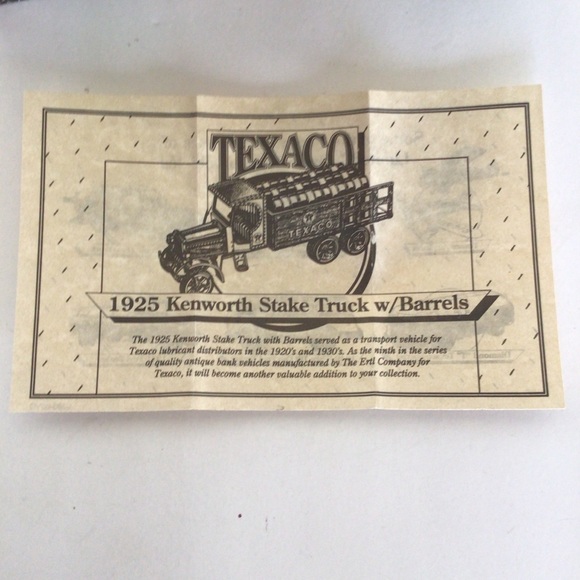 TEXACO
TEXACO
1925 Kenworth Stake Truck w/Barrels
The 1925 Kenworth Stake Truck with Barrels served as a transport vehicle for
Texaco lubricant distributors in the 1920's and 1930's. As the ninth in the series
of quality antique bank vehicles manufactured by The Ertl Company for
Texaco, it will become another valuable addition to your collection.